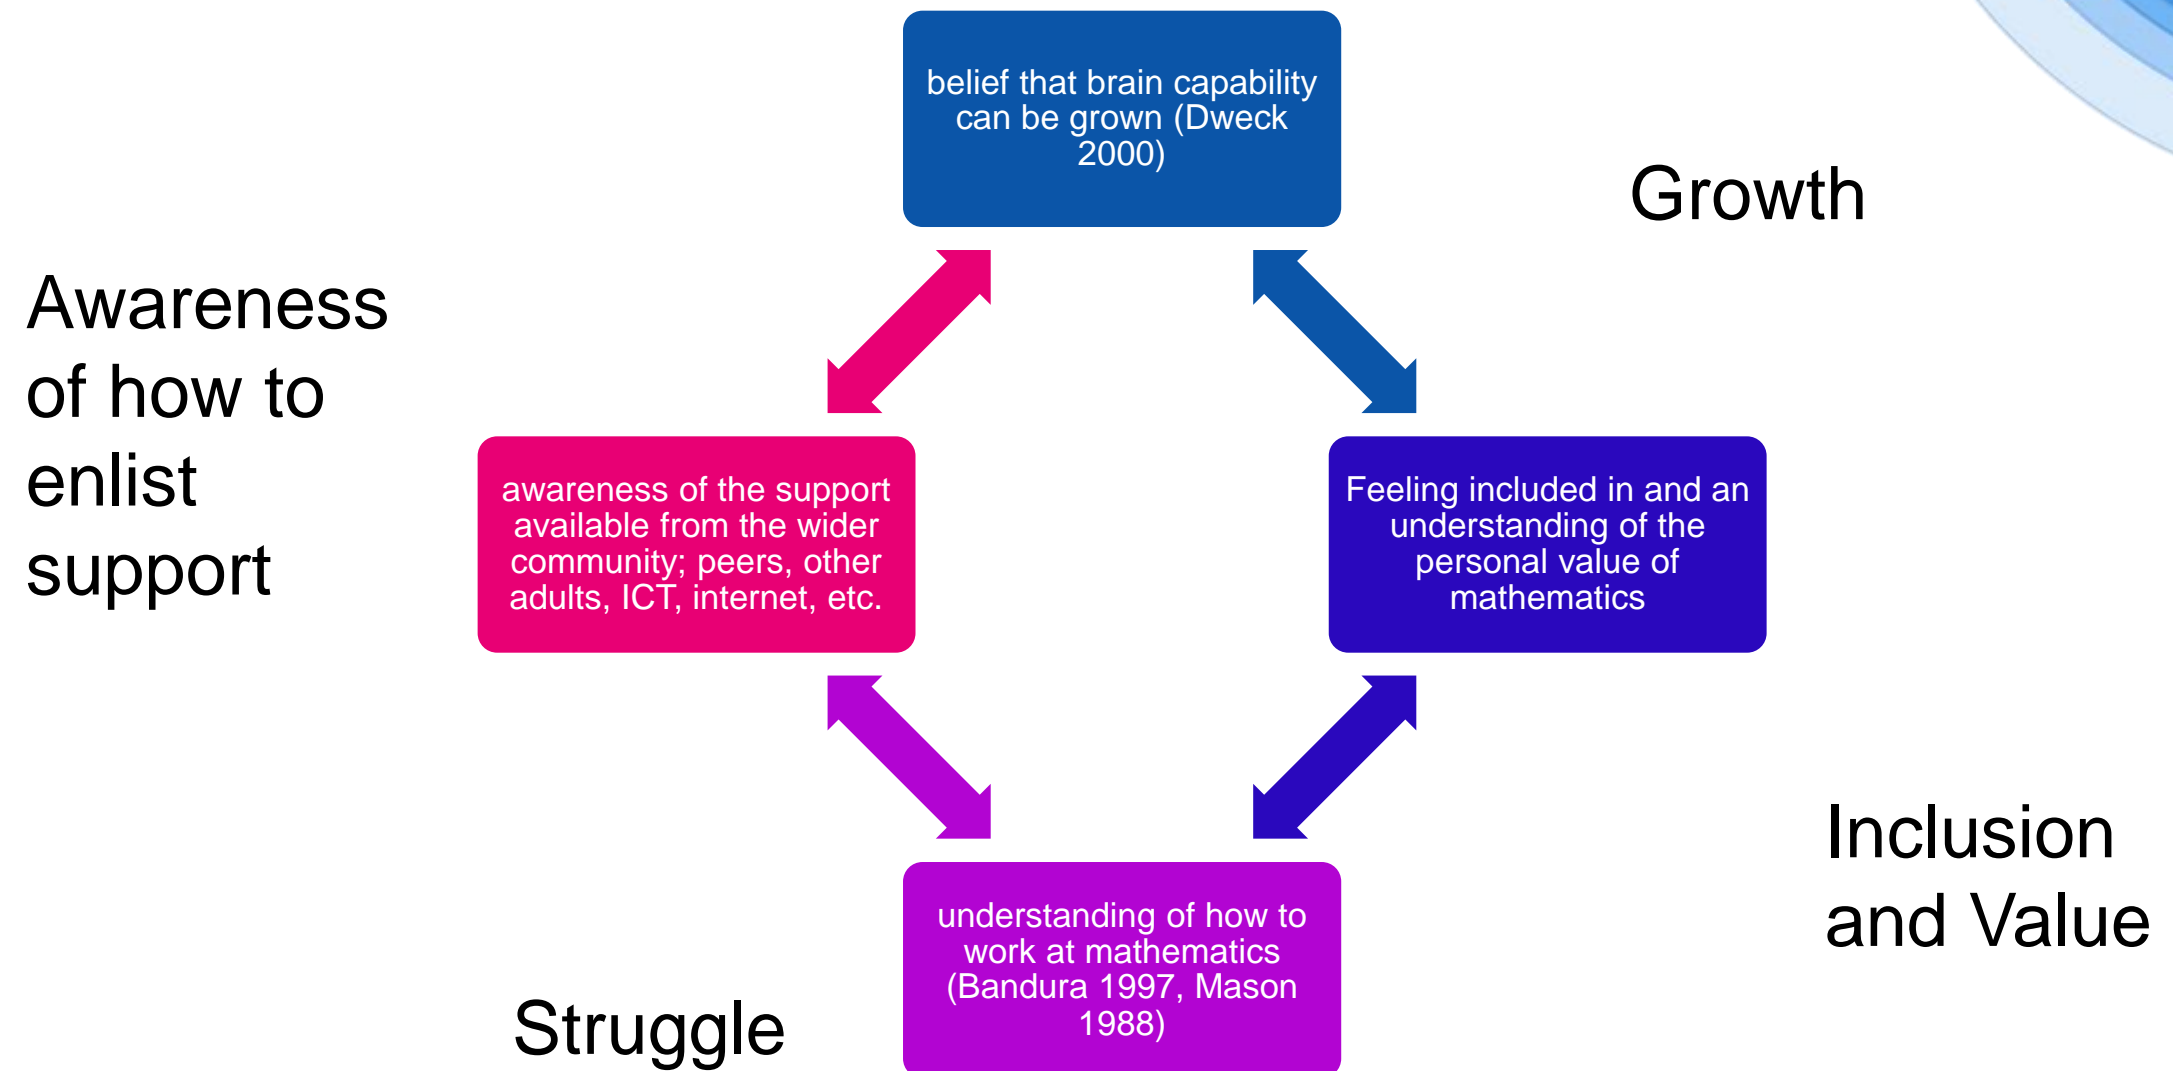 belief that brain capability
can be grown (Dweck
2000)
Growth
Awareness
of how to
enlist
support
awareness of the support
available from the wider
community; peers, other
adults, ICT, internet, etc.
Feeling included in and an
understanding of the
personal value of
mathematics
Inclusion
and Value
understanding of how to
work at mathematics
(Bandura 1997, Mason
1988)
Struggle